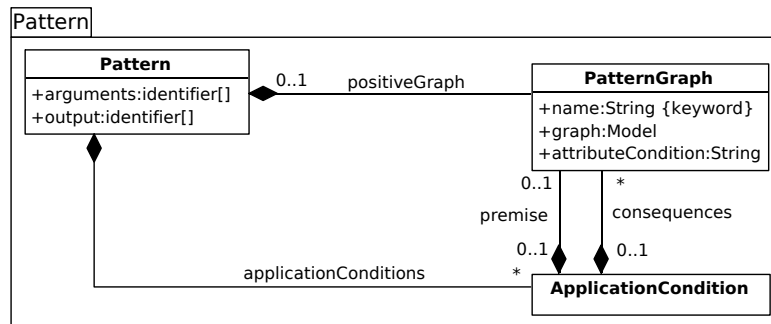 Pattern
Pattern
+arguments:identifier[]
+output:identifier[]
0..1
positiveGraph
PatternGraph
+name:String {keyword}
+graph:Model
+attributeCondition:String
0..1
*
premise
consequences
0..1
0..1
applicationConditions
*
ApplicationCondition